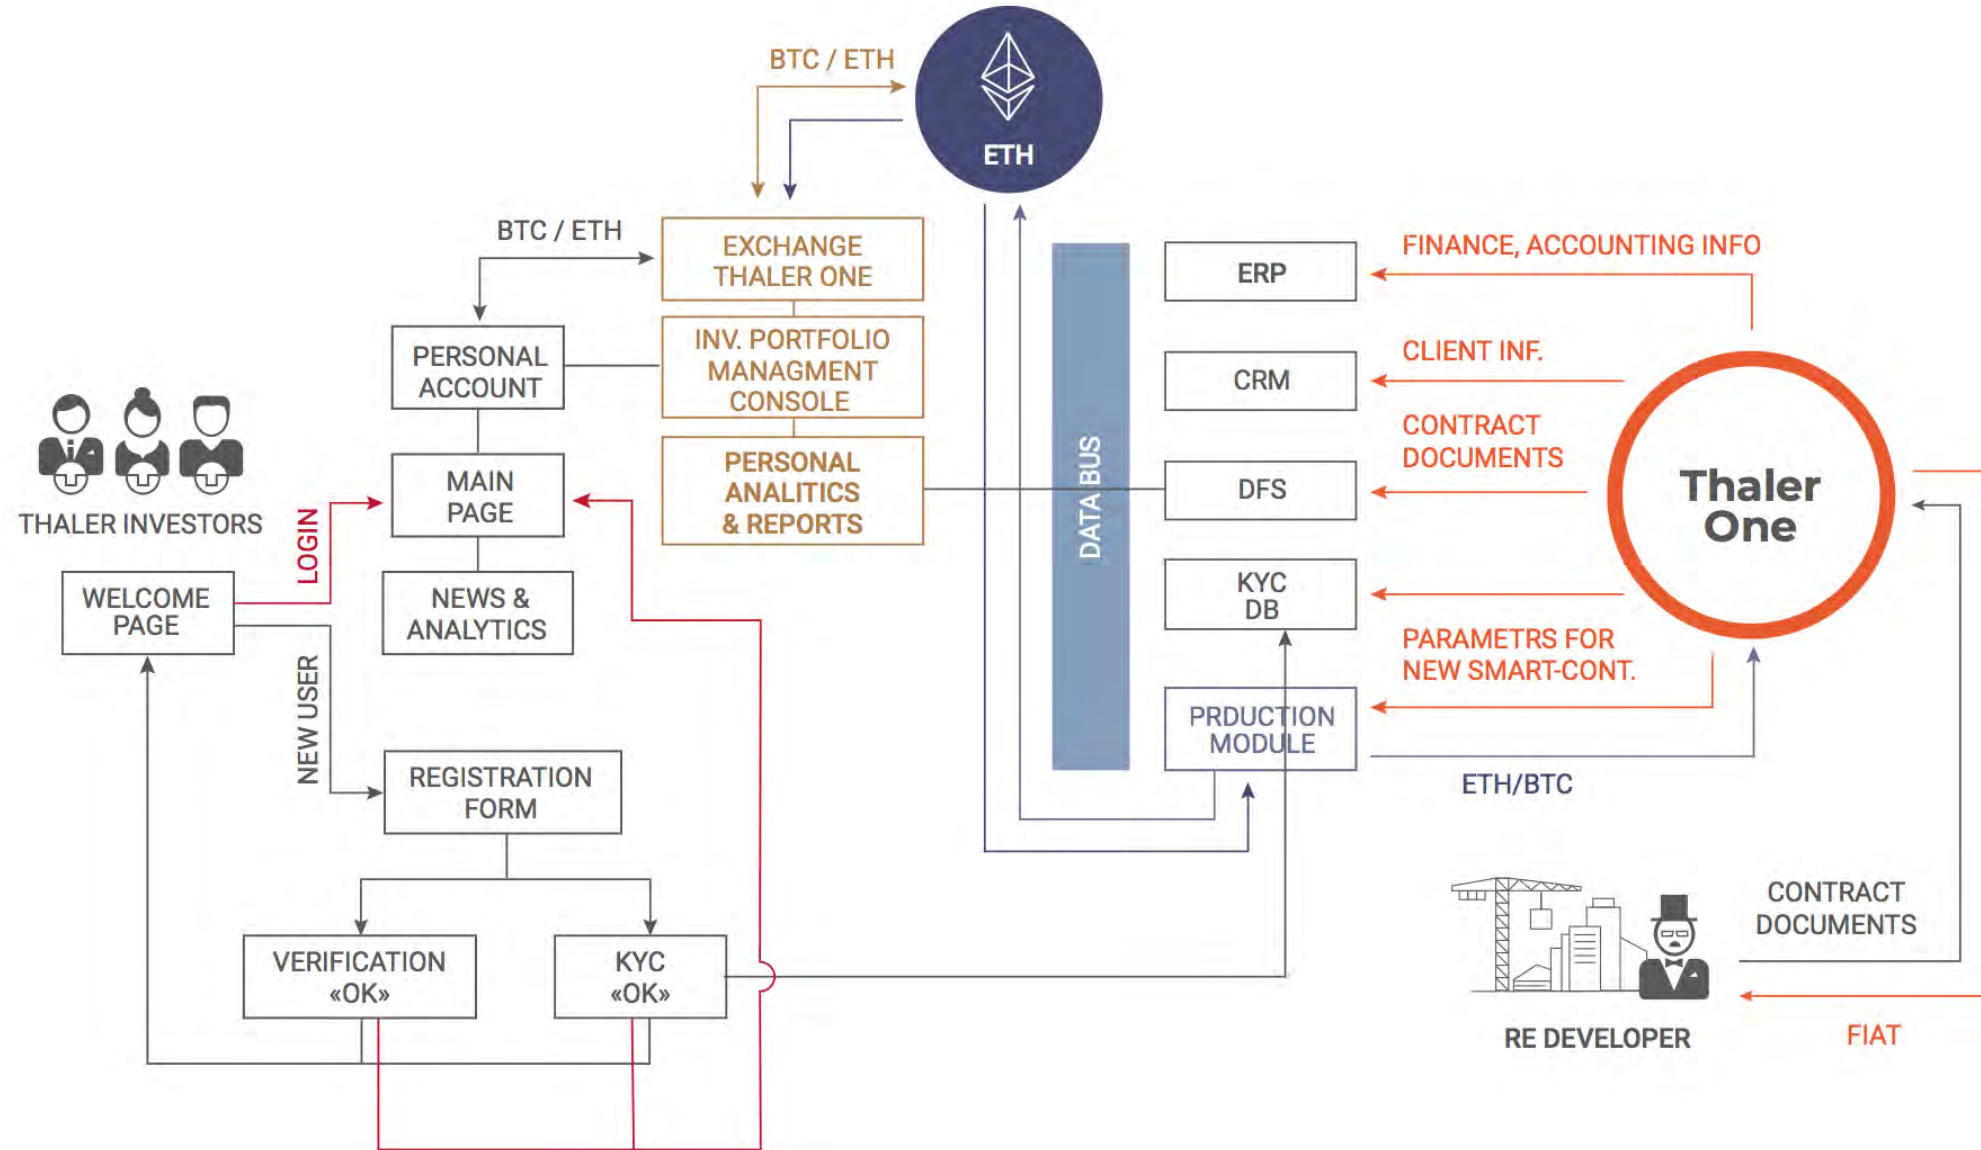 BTC / ETH
ETH
BTC / ETH
EXCHANGE
THALER ONE
INV. PORTFOLIO
MANAGMENT
CONSOLE
PERSONAL
ANALITICS
& REPORTS
PERSONAL
ACCOUNT
MAIN
PAGE
NEWS &
ANALYTICS
THALER INVESTORS
LOGIN
WELCOME
PAGE
NEW USER
REGISTRATION
FORM
VERIFICATION
«OK»
KYC
«OK»
DATA BUS
ERP
CRM
DFS
KYC
DB
PRDUCTION
MODULE
FINANCE, ACCOUNTING INFO
CLIENT INF.
CONTRACT
DOCUMENTS
PARAMETRS FOR
NEW SMART-CONT.
ETH/BTC
Thaler
One
CONTRACT
DOCUMENTS
RE DEVELOPER
FIAT